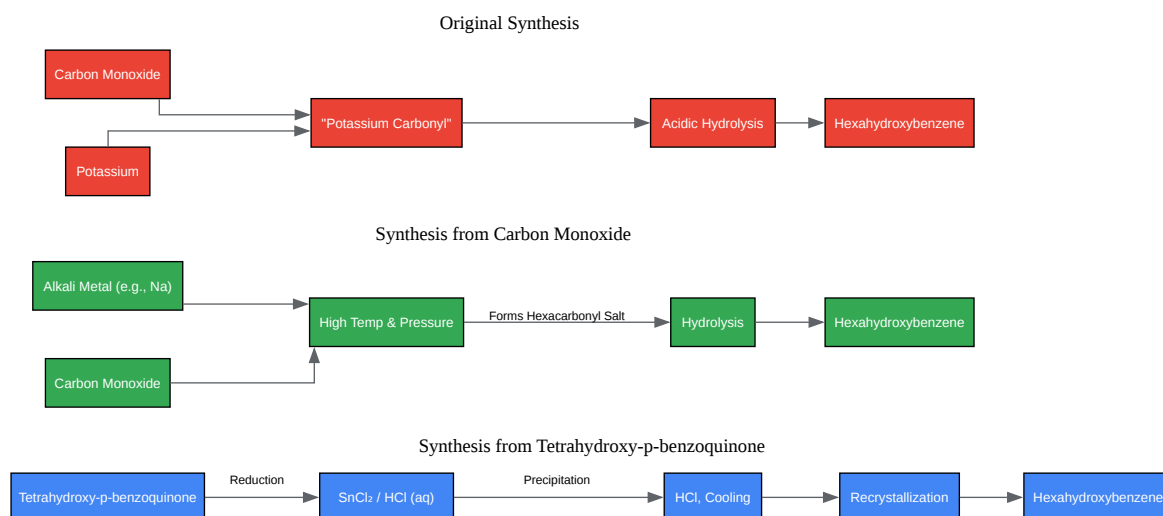 Original Synthesis
Carbon Monoxide
"Potassium Carbonyl"
Acidic Hydrolysis
Hexahydroxybenzene
Potassium
Synthesis from Carbon Monoxide
Alkali Metal (e.g., Na)
High Temp & Pressure
Forms Hexacarbonyl Salt
Hydrolysis
Hexahydroxybenzene
Carbon Monoxide
Synthesis from Tetrahydroxy-p-benzoquinone
Tetrahydroxy-p-benzoquinone
Reduction
SnCl₂ / HCl (aq)
Precipitation
HCl, Cooling
Recrystallization
Hexahydroxybenzene